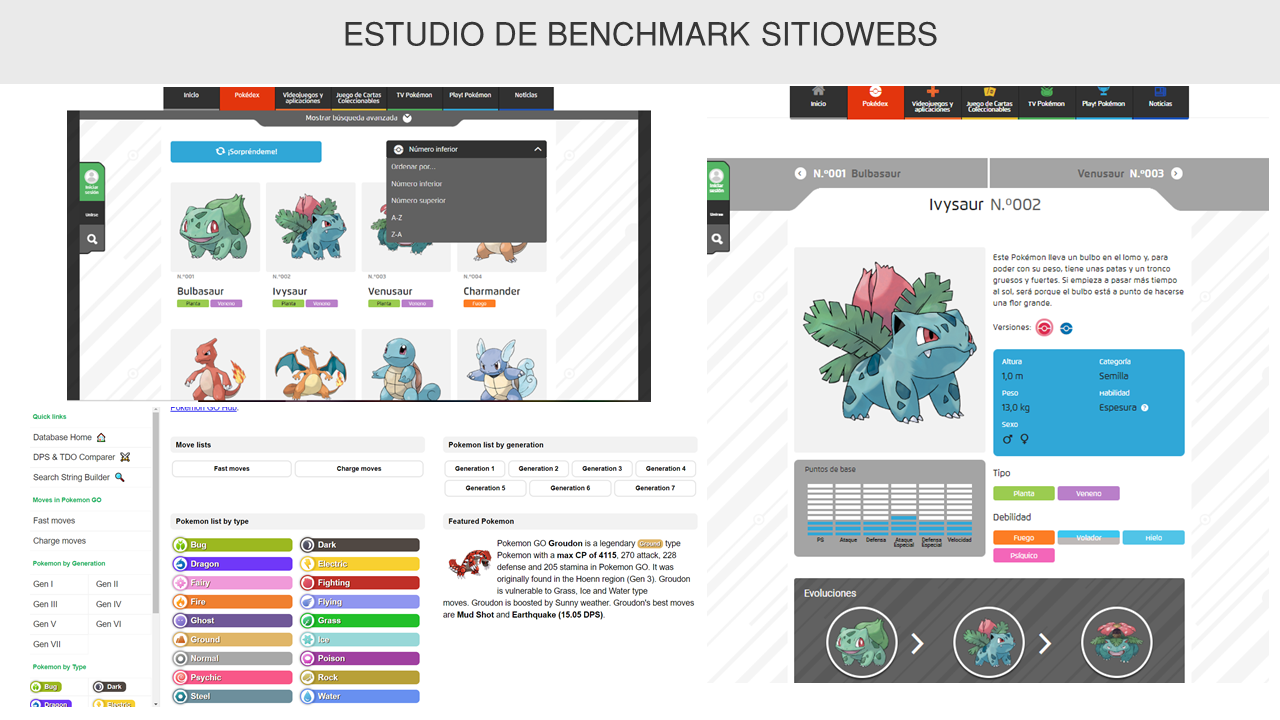 ESTUDIO DE BENCHMARK SITIOWEBS
Inicio
Pokédex
Videojuegos y aplicaciones
Juego de Cartas Coleccionables
TV Pokémon
Play! Pokémon
Noticias
Mostrar búsqueda avanzada
¡Sorpréndeme!
Número inferior
Ordenar por...
Número inferior
Número superior
A-Z
Z-A
Iniciar sesión
Unirse
N.º001
Bulbasaur
Planta
Veneno
N.º002
Ivysaur
Planta
Veneno
N.º003
Venusaur
Planta
Veneno
N.º004
Charmander
Fuego
Inicio
Pokédex
Videojuegos y aplicaciones
Juego de Cartas Coleccionables
TV Pokémon
Play! Pokémon
Noticias
Iniciar sesión
Unirse
N.º001 Bulbasaur
Venusaur N.º003
Ivysaur N.º002
Este Pokémon lleva un bulbo en el lomo y, para
poder con su peso, tiene unas patas y un tronco
gruesos y fuertes. Si empieza a pasar más tiempo
al sol, será porque el bulbo está a punto de hacerse
una flor grande.
Versiones:
Altura
1,0 m
Peso
13,0 kg
Sexo
Categoría
Semilla
Habilidad
Espesura
Puntos de base
PS
Ataque
Defensa
Ataque Especial
Defensa Especial
Velocidad
Tipo
Planta
Veneno
Debilidad
Fuego
Volador
Hielo
Psíquico
Evoluciones
Quick links
Database Home
DPS & TDO Comparer
Search String Builder
Moves in Pokemon GO
Fast moves
Charge moves
Pokemon by Generation
Gen I
Gen II
Gen III
Gen IV
Gen V
Gen VI
Gen VII
Pokemon by Type
Bug
Dark
Dragon
Electric
Pokemon GO Hub.
Move lists
Fast moves
Charge moves
Pokemon list by generation
Generation 1
Generation 2
Generation 3
Generation 4
Generation 5
Generation 6
Generation 7
Pokemon list by type
Bug
Dark
Dragon
Electric
Fairy
Fighting
Fire
Flying
Ghost
Grass
Ground
Ice
Normal
Poison
Psychic
Rock
Steel
Water
Featured Pokemon
Pokemon GO Groudon is a legendary Ground type
Pokemon with a max CP of 4115, 270 attack, 228
defense and 205 stamina in Pokemon GO. It was
originally found in the Hoenn region (Gen 3). Groudon
is vulnerable to Grass, Ice and Water type
moves. Groudon is boosted by Sunny weather. Groudon's best moves
are Mud Shot and Earthquake (15.05 DPS).